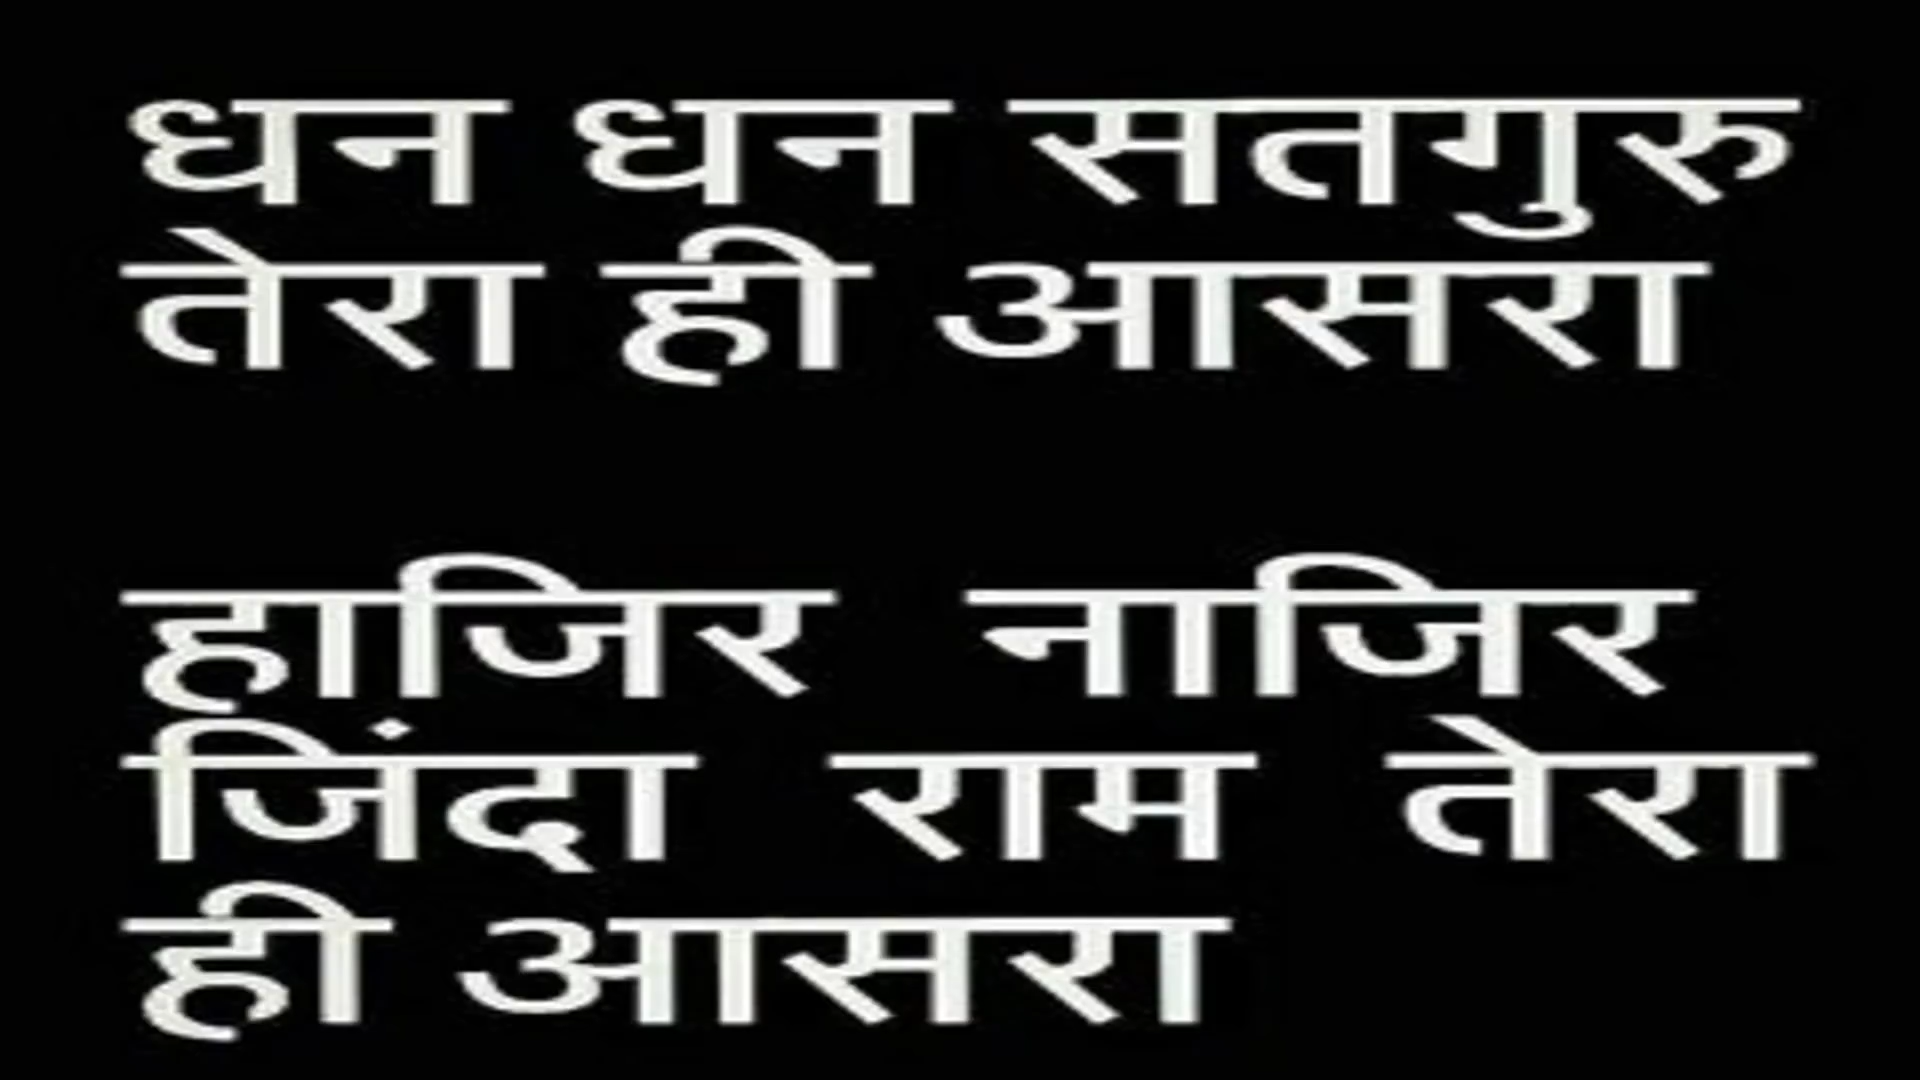 धन धन सतगुरु
तेरा ही आसरा
हाजिर नाजिर
जिंदा राम तेरा
ही आसरा